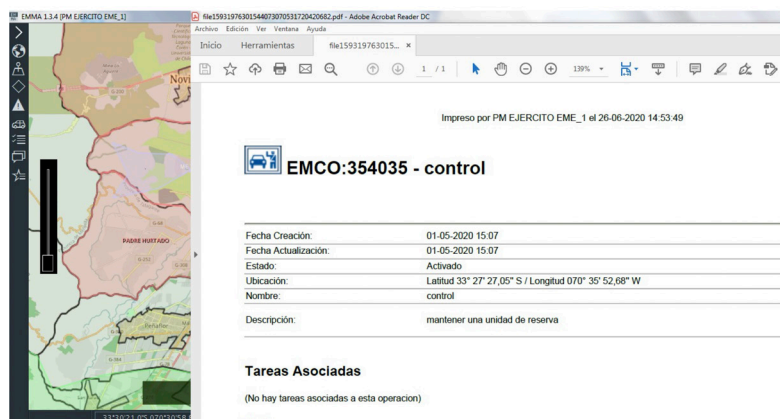 EMMA 1.3.4 [PM EJERCITO EME_1]
file1593197630154407307053172042068​2.pdf - Adobe Acrobat Reader DC
Archivo Edición Ver Ventana Ayuda
Inicio Herramientas file159319763015... ×
1 / 1 139%
Impreso por PM EJERCITO EME_1 el 26-06-2020 14:53:49
EMCO:354035 - control
Fecha Creación: 01-05-2020 15:07
Fecha Actualización: 01-05-2020 15:07
Estado: Activado
Ubicación: Latitud 33° 27' 27,05" S / Longitud 070° 35' 52,68" W
Nombre: control
Descripción: mantener una unidad de reserva
Tareas Asociadas
(No hay tareas asociadas a esta operacion)
PADRE HURTADO
Peñaflor